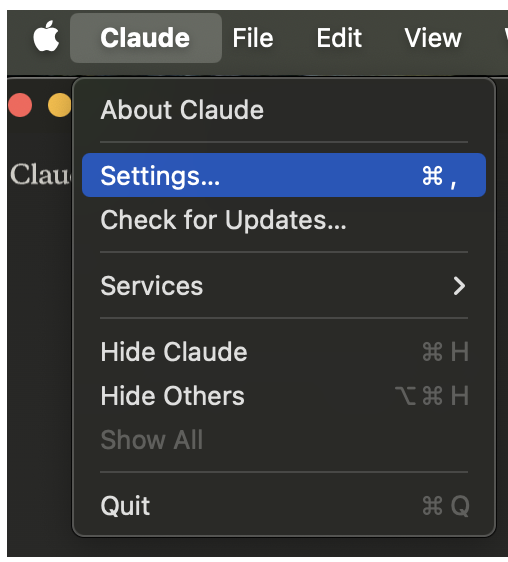 Claude File Edit View
About Claude
Settings... ⌘ ,
Check for Updates...
Services
Hide Claude ⌘ H
Hide Others ⌥ ⌘ H
Show All
Quit ⌘ Q